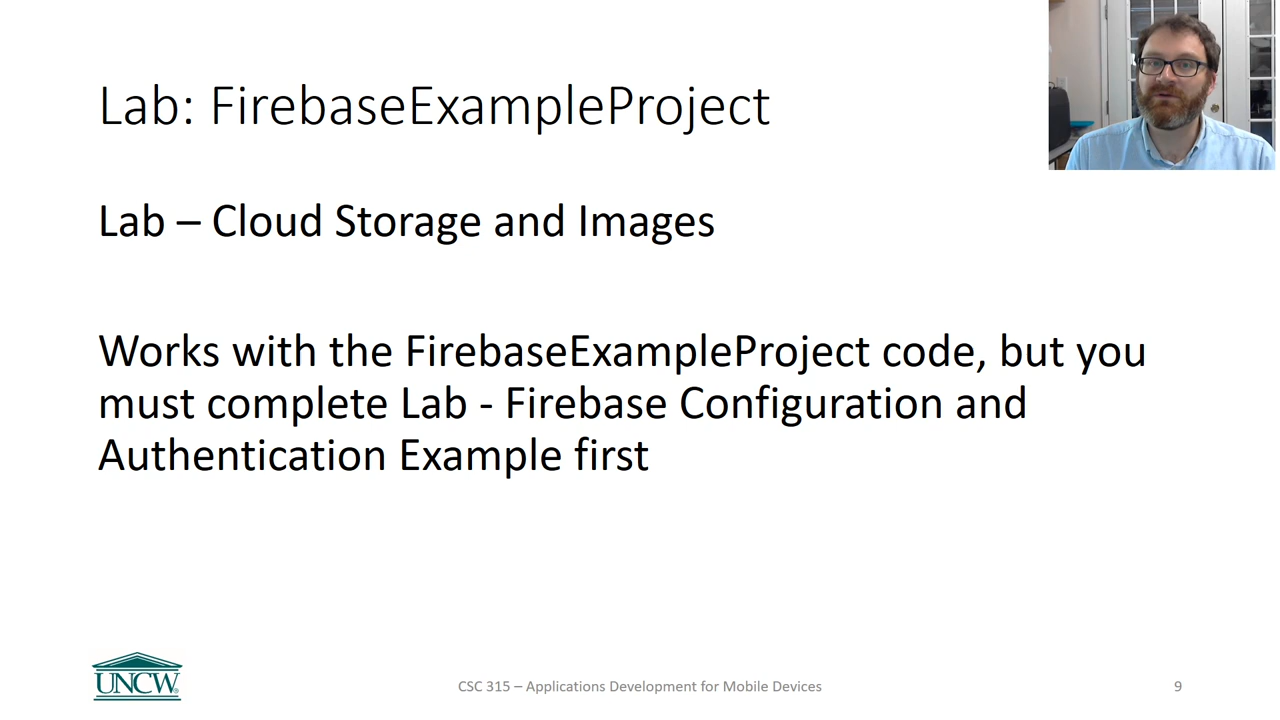 Lab: FirebaseExampleProject
Lab – Cloud Storage and Images
Works with the FirebaseExampleProject code, but you
must complete Lab - Firebase Configuration and
Authentication Example first
UNCW
CSC 315 – Applications Development for Mobile Devices
9